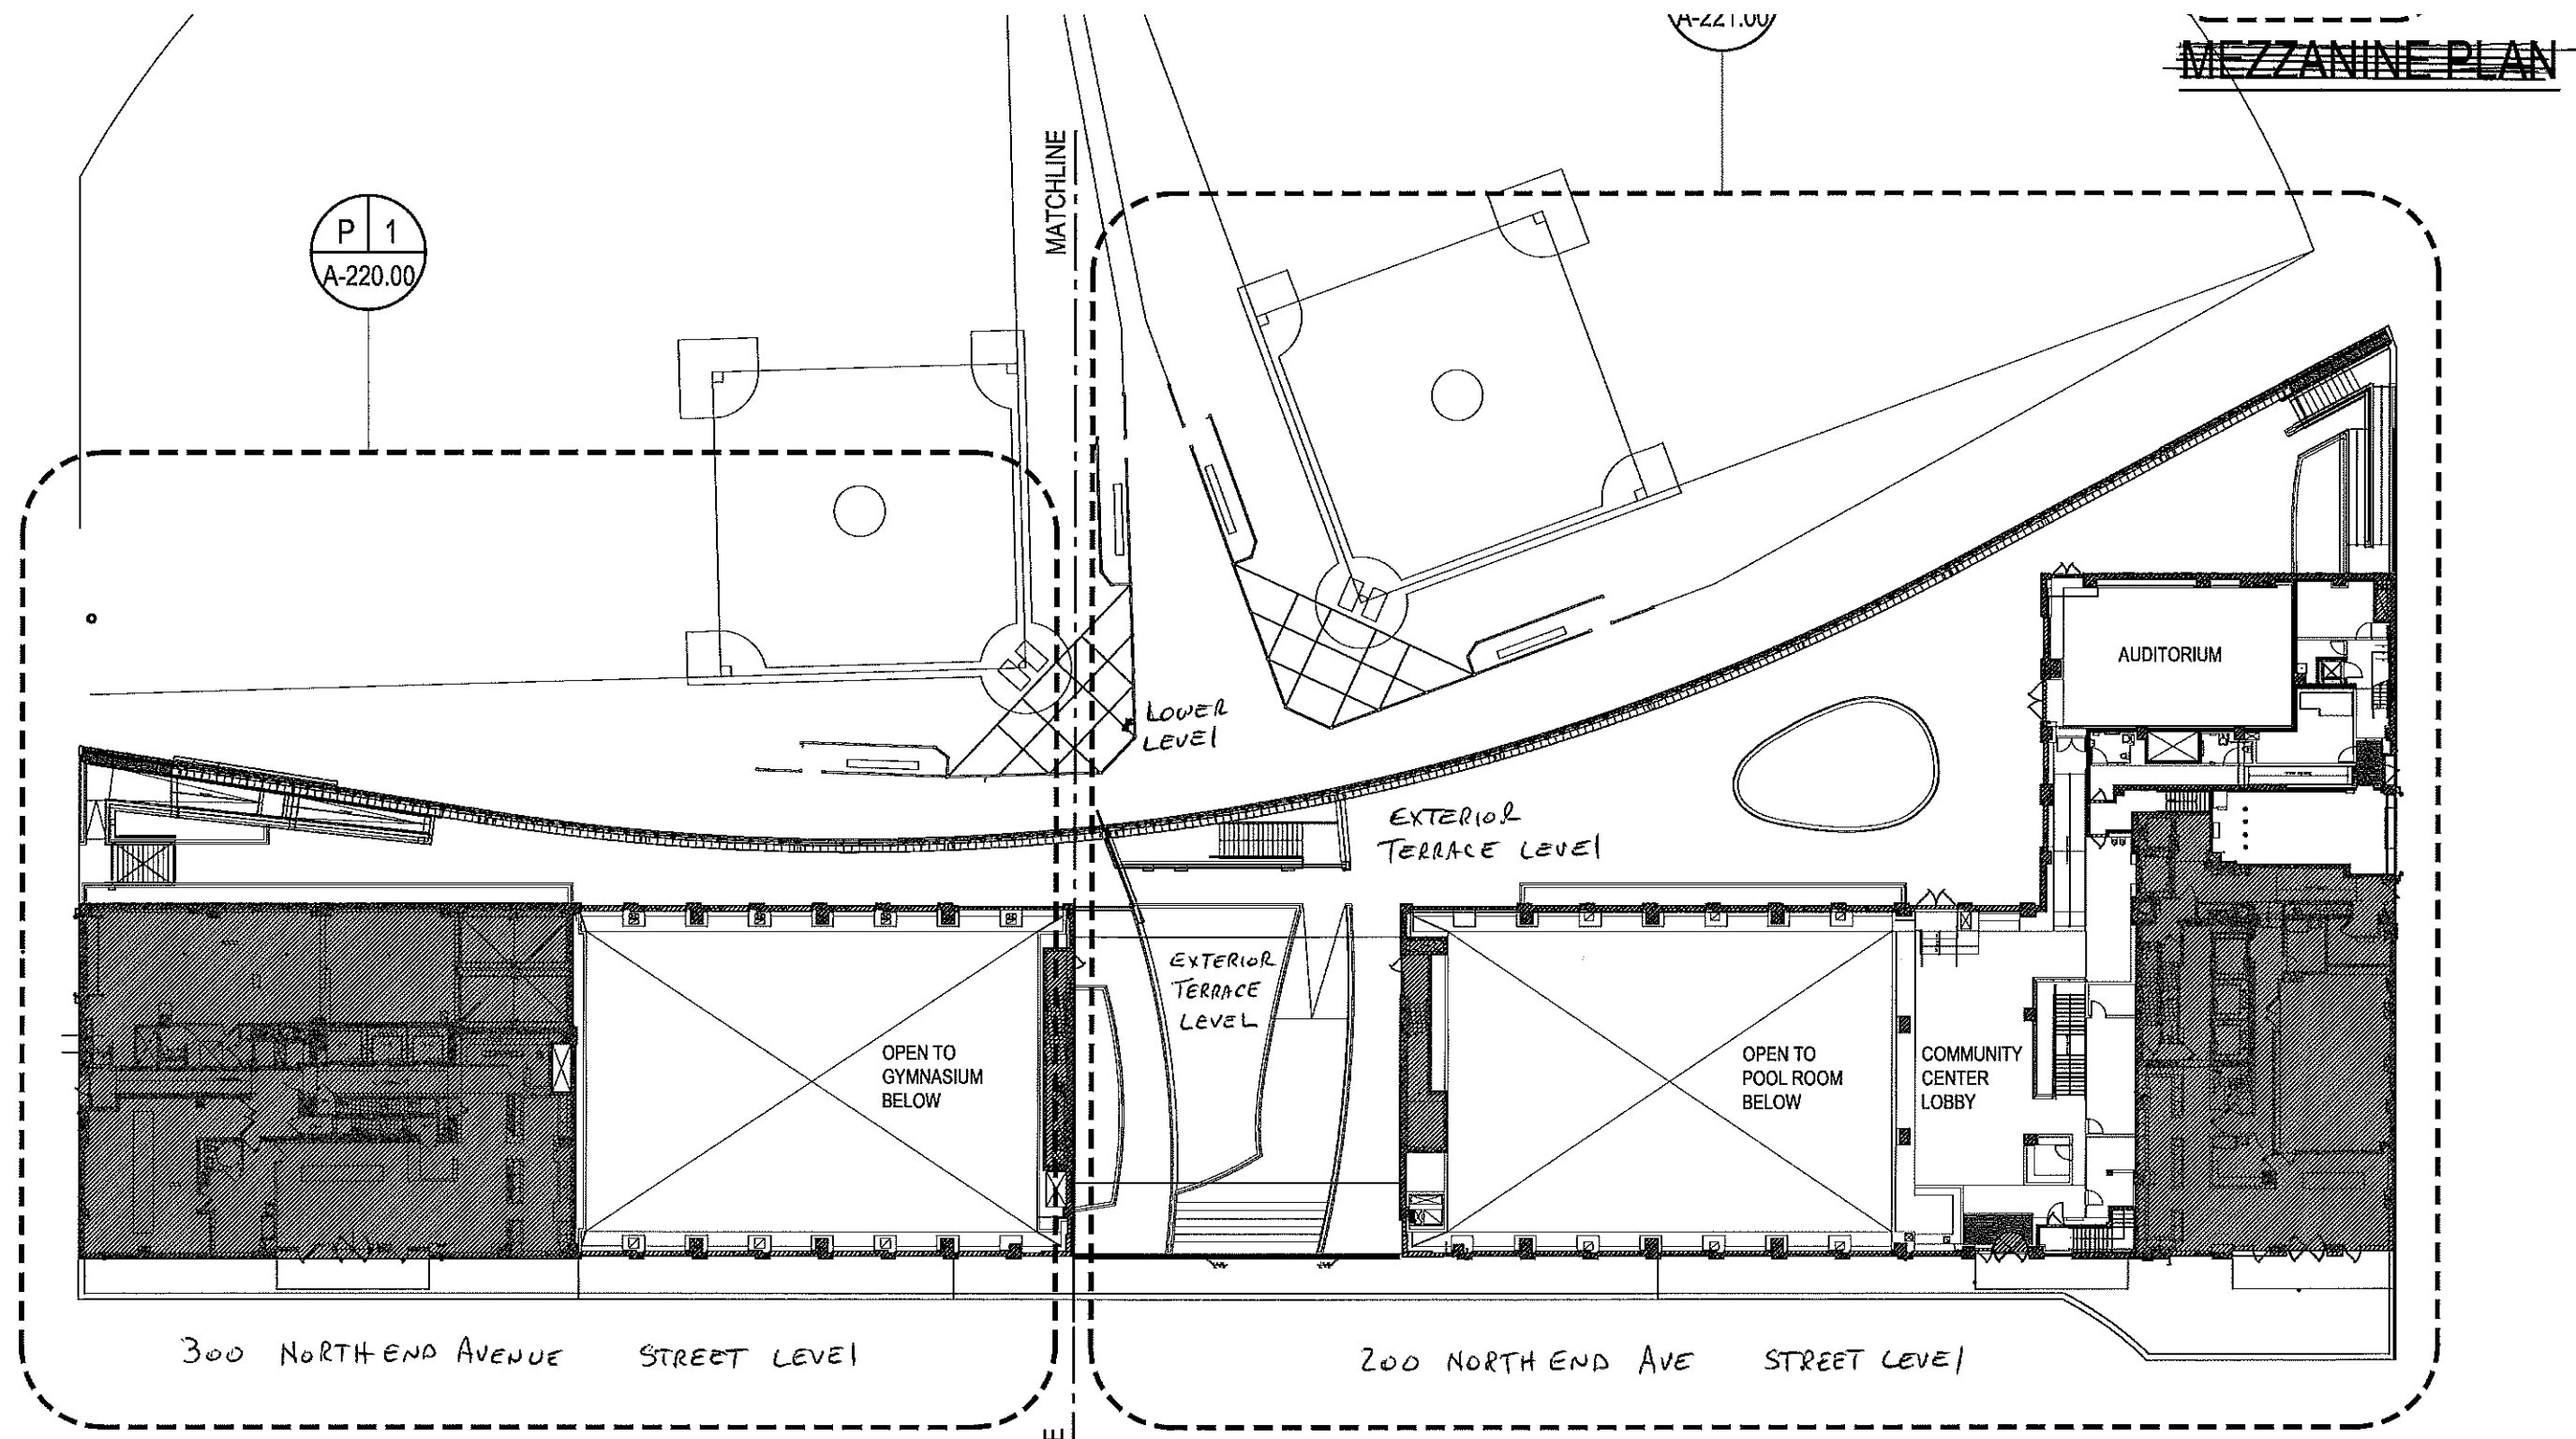 A-221.00
MEZZANINE PLAN
MATCHLINE
P 1
A-220.00
LOWER
LEVEL
AUDITORIUM
EXTERIOR
TERRACE LEVEL
EXTERIOR
TERRACE
LEVEL
OPEN TO
GYMNASIUM
BELOW
OPEN TO
POOL ROOM
BELOW
COMMUNITY
CENTER
LOBBY
300 NORTH END AVENUE STREET LEVEL
200 NORTH END AVE STREET LEVEL
E